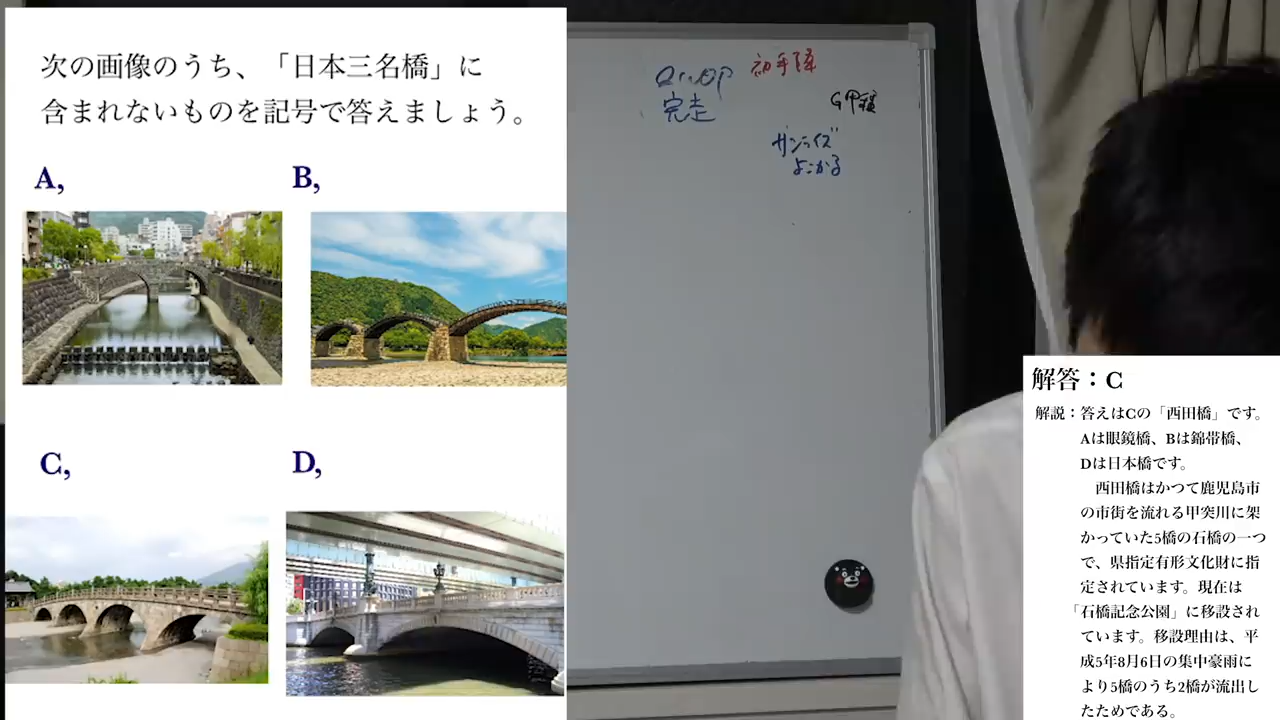 次の画像のうち、「日本三名橋」に
含まれないものを記号で答えましょう。
A,
B,
C,
D,
完走
初手降
G甲殻
サンライズ
よこかる
解答：C
解説：答えはCの「西田橋」です。
Aは眼鏡橋、Bは錦帯橋、
Dは日本橋です。
西田橋はかつて鹿児島市
の市街を流れる甲突川に架
かっていた5橋の石橋の一つ
で、県指定有形文化財に指
定されています。現在は
「石橋記念公園」に移設され
ています。移設理由は、平
成5年8月6日の集中豪雨に
より5橋のうち2橋が流出し
たためである。